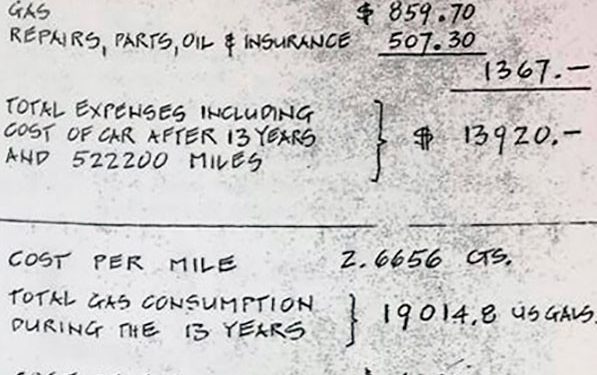 GAS $ 859.70
REPAIRS, PARTS, OIL & INSURANCE 507.30
1367.—
TOTAL EXPENSES INCLUDING
COST OF CAR AFTER 13 YEARS } $ 13920.—
AND 522200 MILES
COST PER MILE 2.6656 CTS.
TOTAL GAS CONSUMPTION
DURING THE 13 YEARS } 19014,8 US GALS.